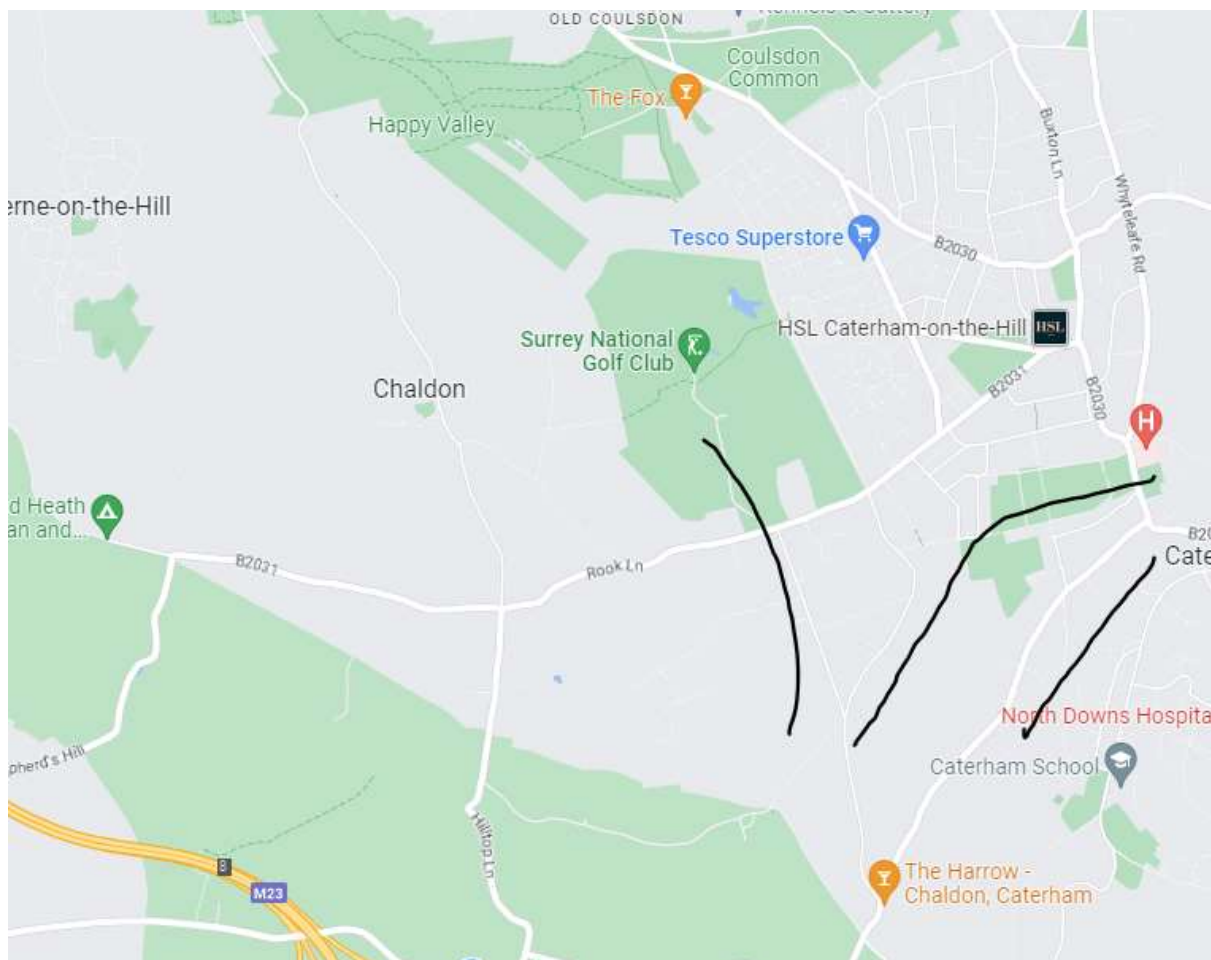 OLD COULSDON
Coulsdon
Common
The Fox
Happy Valley
Buxton Ln
Whyteleafe Rd
erne-on-the-Hill
Tesco Superstore
B2030
Surrey National
Golf Club
HSL Caterham-on-the-Hill
HSL
B2031
B2030
Chaldon
H
d Heath
an and...
B2031
Rook Ln
B20
Cate
North Downs Hospita
pherd's Hill
Caterham School
Hilltop Ln
8
M23
The Harrow -
Chaldon, Caterham